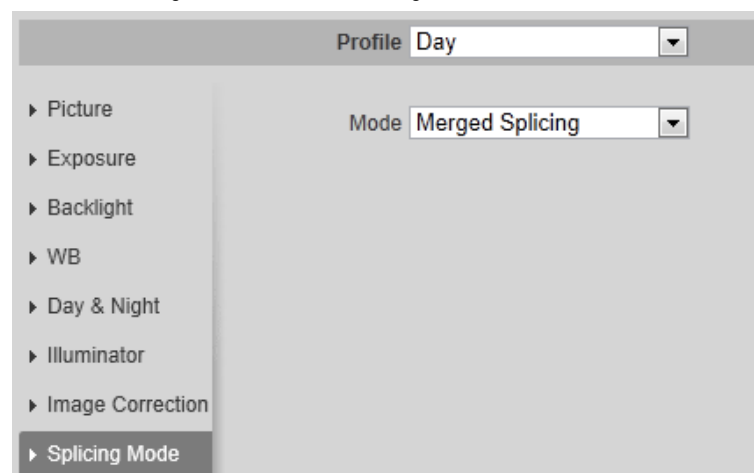 Profile Day
Picture
Mode Merged Splicing
Exposure
Backlight
WB
Day & Night
Illuminator
Image Correction
Splicing Mode